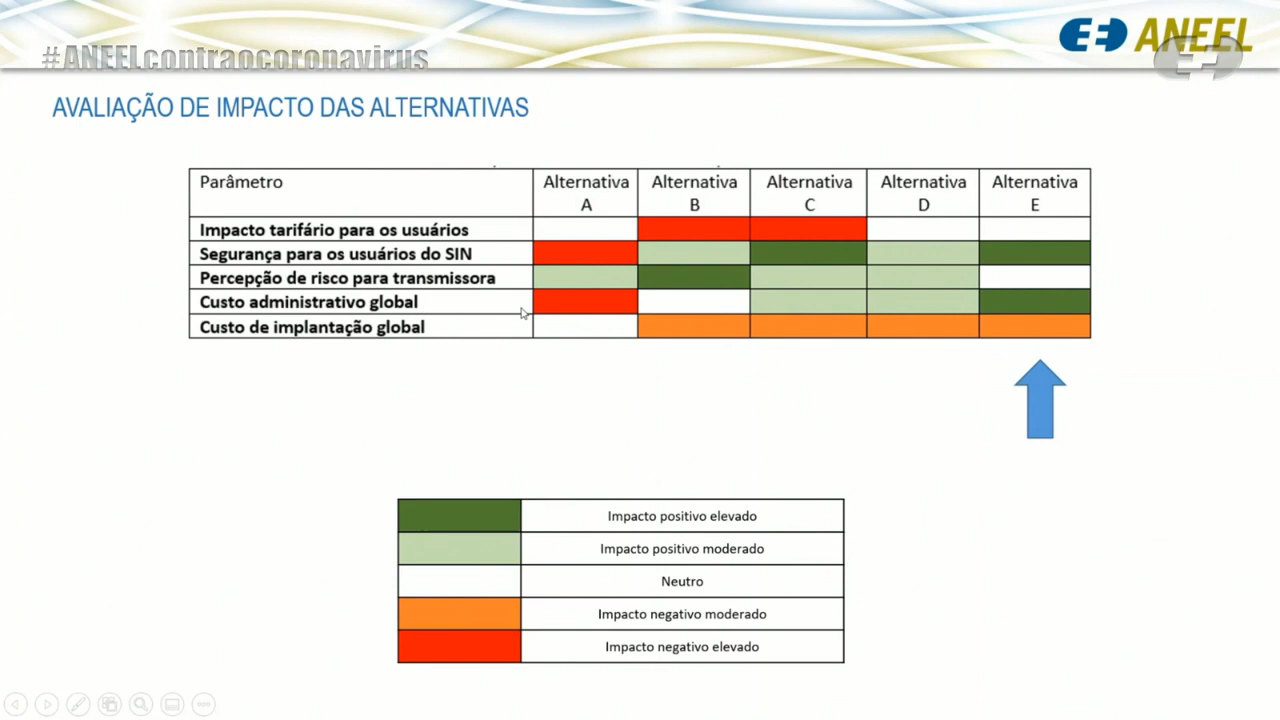 #ANEELcontraocoronavirus
ANEEL
AVALIAÇÃO DE IMPACTO DAS ALTERNATIVAS
Parâmetro
Alternativa A
Alternativa B
Alternativa C
Alternativa D
Alternativa E
Impacto tarifário para os usuários
Segurança para os usuários do SIN
Percepção de risco para transmissora
Custo administrativo global
Custo de implantação global
Impacto positivo elevado
Impacto positivo moderado
Neutro
Impacto negativo moderado
Impacto negativo elevado